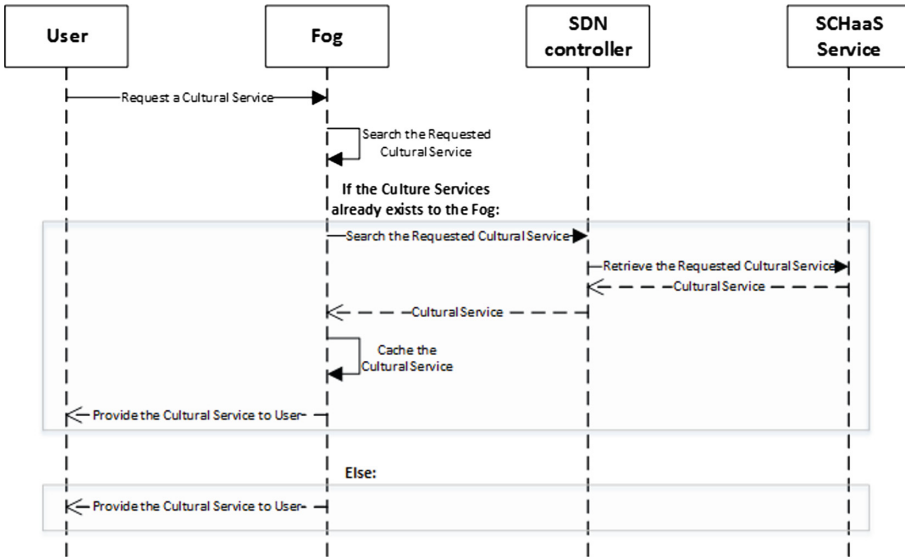 User
Fog
SDN
controller
SCHaaS
Service
Request a Cultural Service
Search the Requested
Cultural Service
If the Culture Services
already exists to the Fog:
Search the Requested Cultural Service
Retrieve the Requested Cultural Service
Cultural Service
Cultural Service
Cache the
Cultural Service
Provide the Cultural Service to User
Else:
Provide the Cultural Service to User